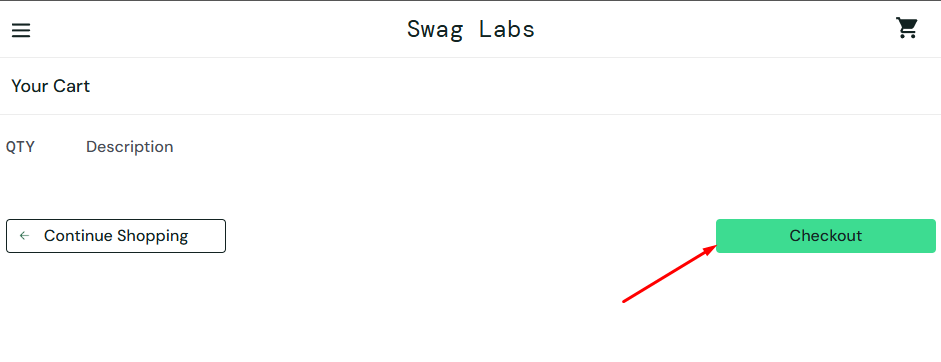 Swag Labs
Your Cart
QTY Description
Continue Shopping Checkout